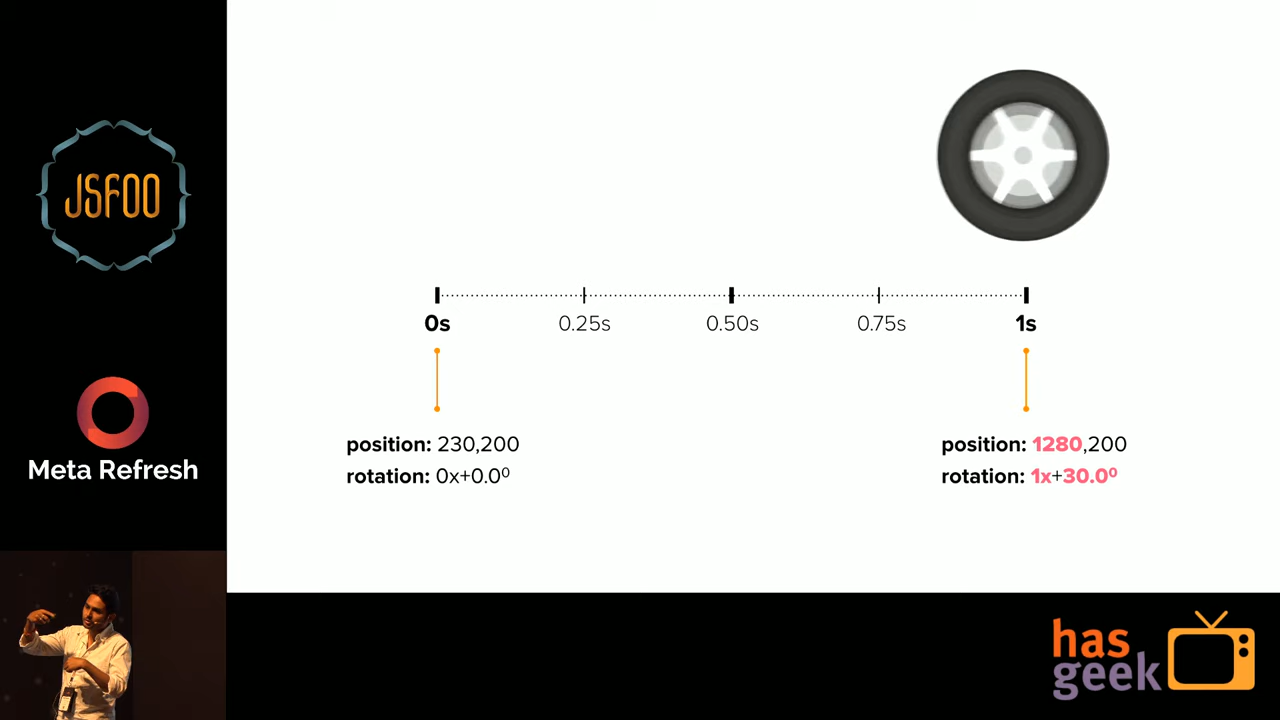 JSFOO
Meta Refresh
0s
0.25s
0.50s
0.75s
1s
position: 230,200
rotation: 0x+0.0⁰
position: 1280,200
rotation: 1x+30.0⁰
has
geek